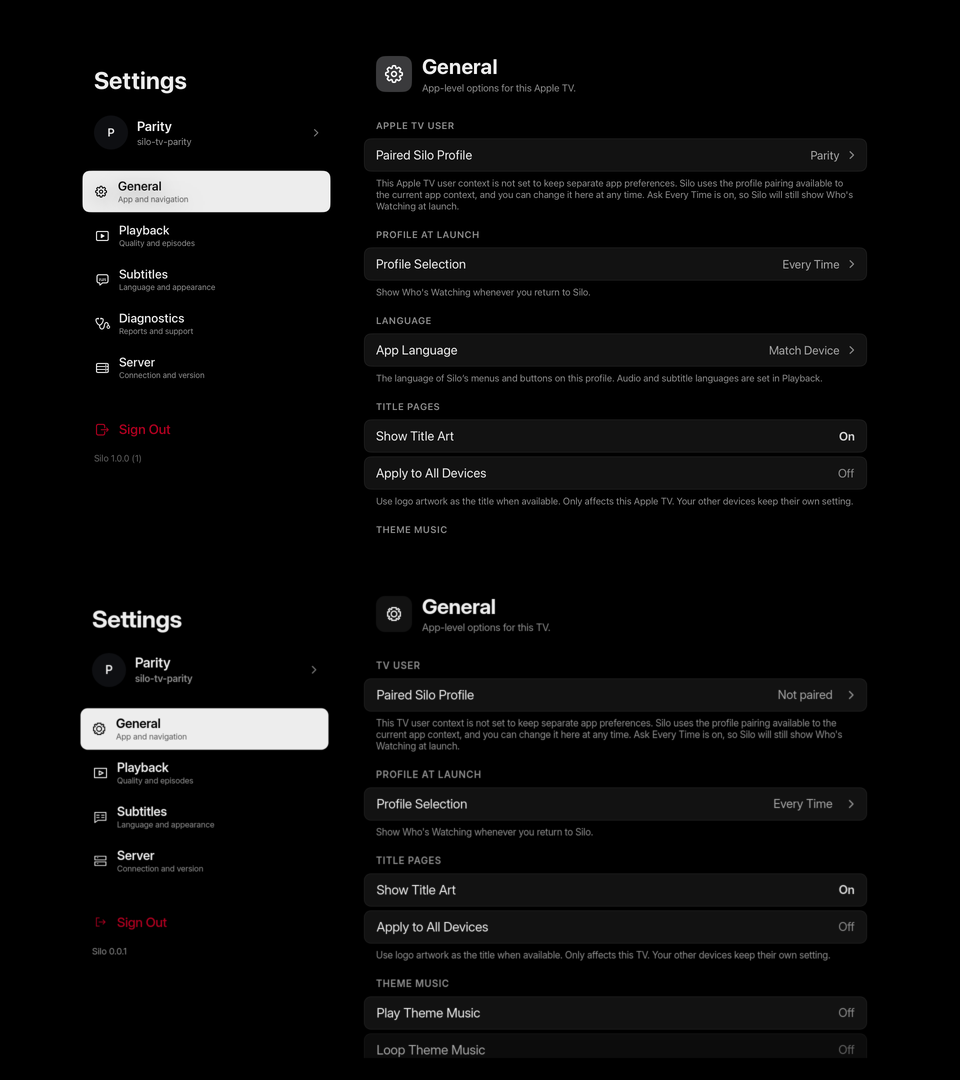 Settings
P
Parity
silo-tv-parity
General
App and navigation
Playback
Quality and episodes
Subtitles
Language and appearance
Diagnostics
Reports and support
Server
Connection and version
Sign Out
Silo 1.0.0 (1)
General
App-level options for this Apple TV.
APPLE TV USER
Paired Silo Profile
Parity
This Apple TV user context is not set to keep separate app preferences. Silo uses the profile pairing available to
the current app context, and you can change it here at any time. Ask Every Time is on, so Silo will still show Who's
Watching at launch.
PROFILE AT LAUNCH
Profile Selection
Every Time
Show Who's Watching whenever you return to Silo.
LANGUAGE
App Language
Match Device
The language of Silo's menus and buttons on this profile. Audio and subtitle languages are set in Playback.
TITLE PAGES
Show Title Art
On
Apply to All Devices
Off
Use logo artwork as the title when available. Only affects this Apple TV. Your other devices keep their own setting.
THEME MUSIC
Settings
P
Parity
silo-tv-parity
General
App and navigation
Playback
Quality and episodes
Subtitles
Language and appearance
Server
Connection and version
Sign Out
Silo 0.0.1
General
App-level options for this TV.
TV USER
Paired Silo Profile
Not paired
This TV user context is not set to keep separate app preferences. Silo uses the profile pairing available to the
current app context, and you can change it here at any time. Ask Every Time is on, so Silo will still show Who's
Watching at launch.
PROFILE AT LAUNCH
Profile Selection
Every Time
Show Who's Watching whenever you return to Silo.
TITLE PAGES
Show Title Art
On
Apply to All Devices
Off
Use logo artwork as the title when available. Only affects this TV. Your other devices keep their own setting.
THEME MUSIC
Play Theme Music
Off
Loop Theme Music
Off